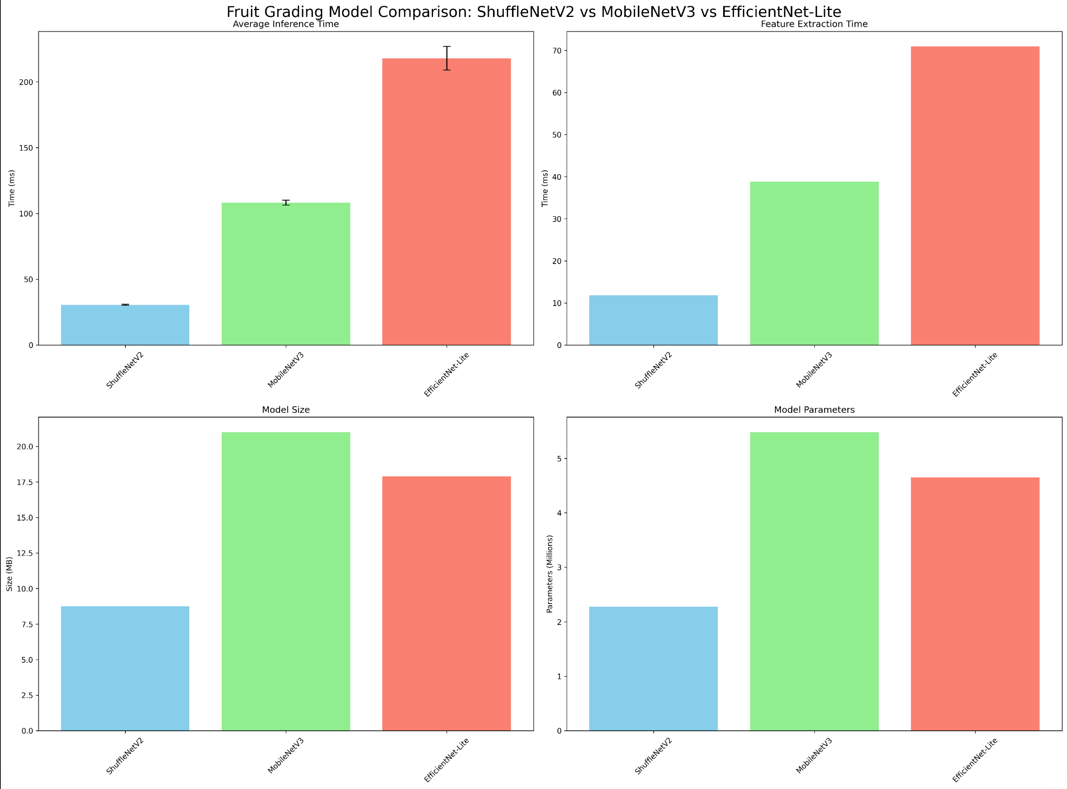 Fruit Grading Model Comparison: ShuffleNetV2 vs MobileNetV3 vs EfficientNet-Lite
Average Inference Time
Time (ms)
200
150
100
50
0
ShuffleNetV2
MobileNetV3
EfficientNet-Lite
Feature Extraction Time
Time (ms)
70
60
50
40
30
20
10
0
ShuffleNetV2
MobileNetV3
EfficientNet-Lite
Model Size
Size (MB)
20.0
17.5
15.0
12.5
10.0
7.5
5.0
2.5
0.0
ShuffleNetV2
MobileNetV3
EfficientNet-Lite
Model Parameters
Parameters (Millions)
5
4
3
2
1
0
ShuffleNetV2
MobileNetV3
EfficientNet-Lite